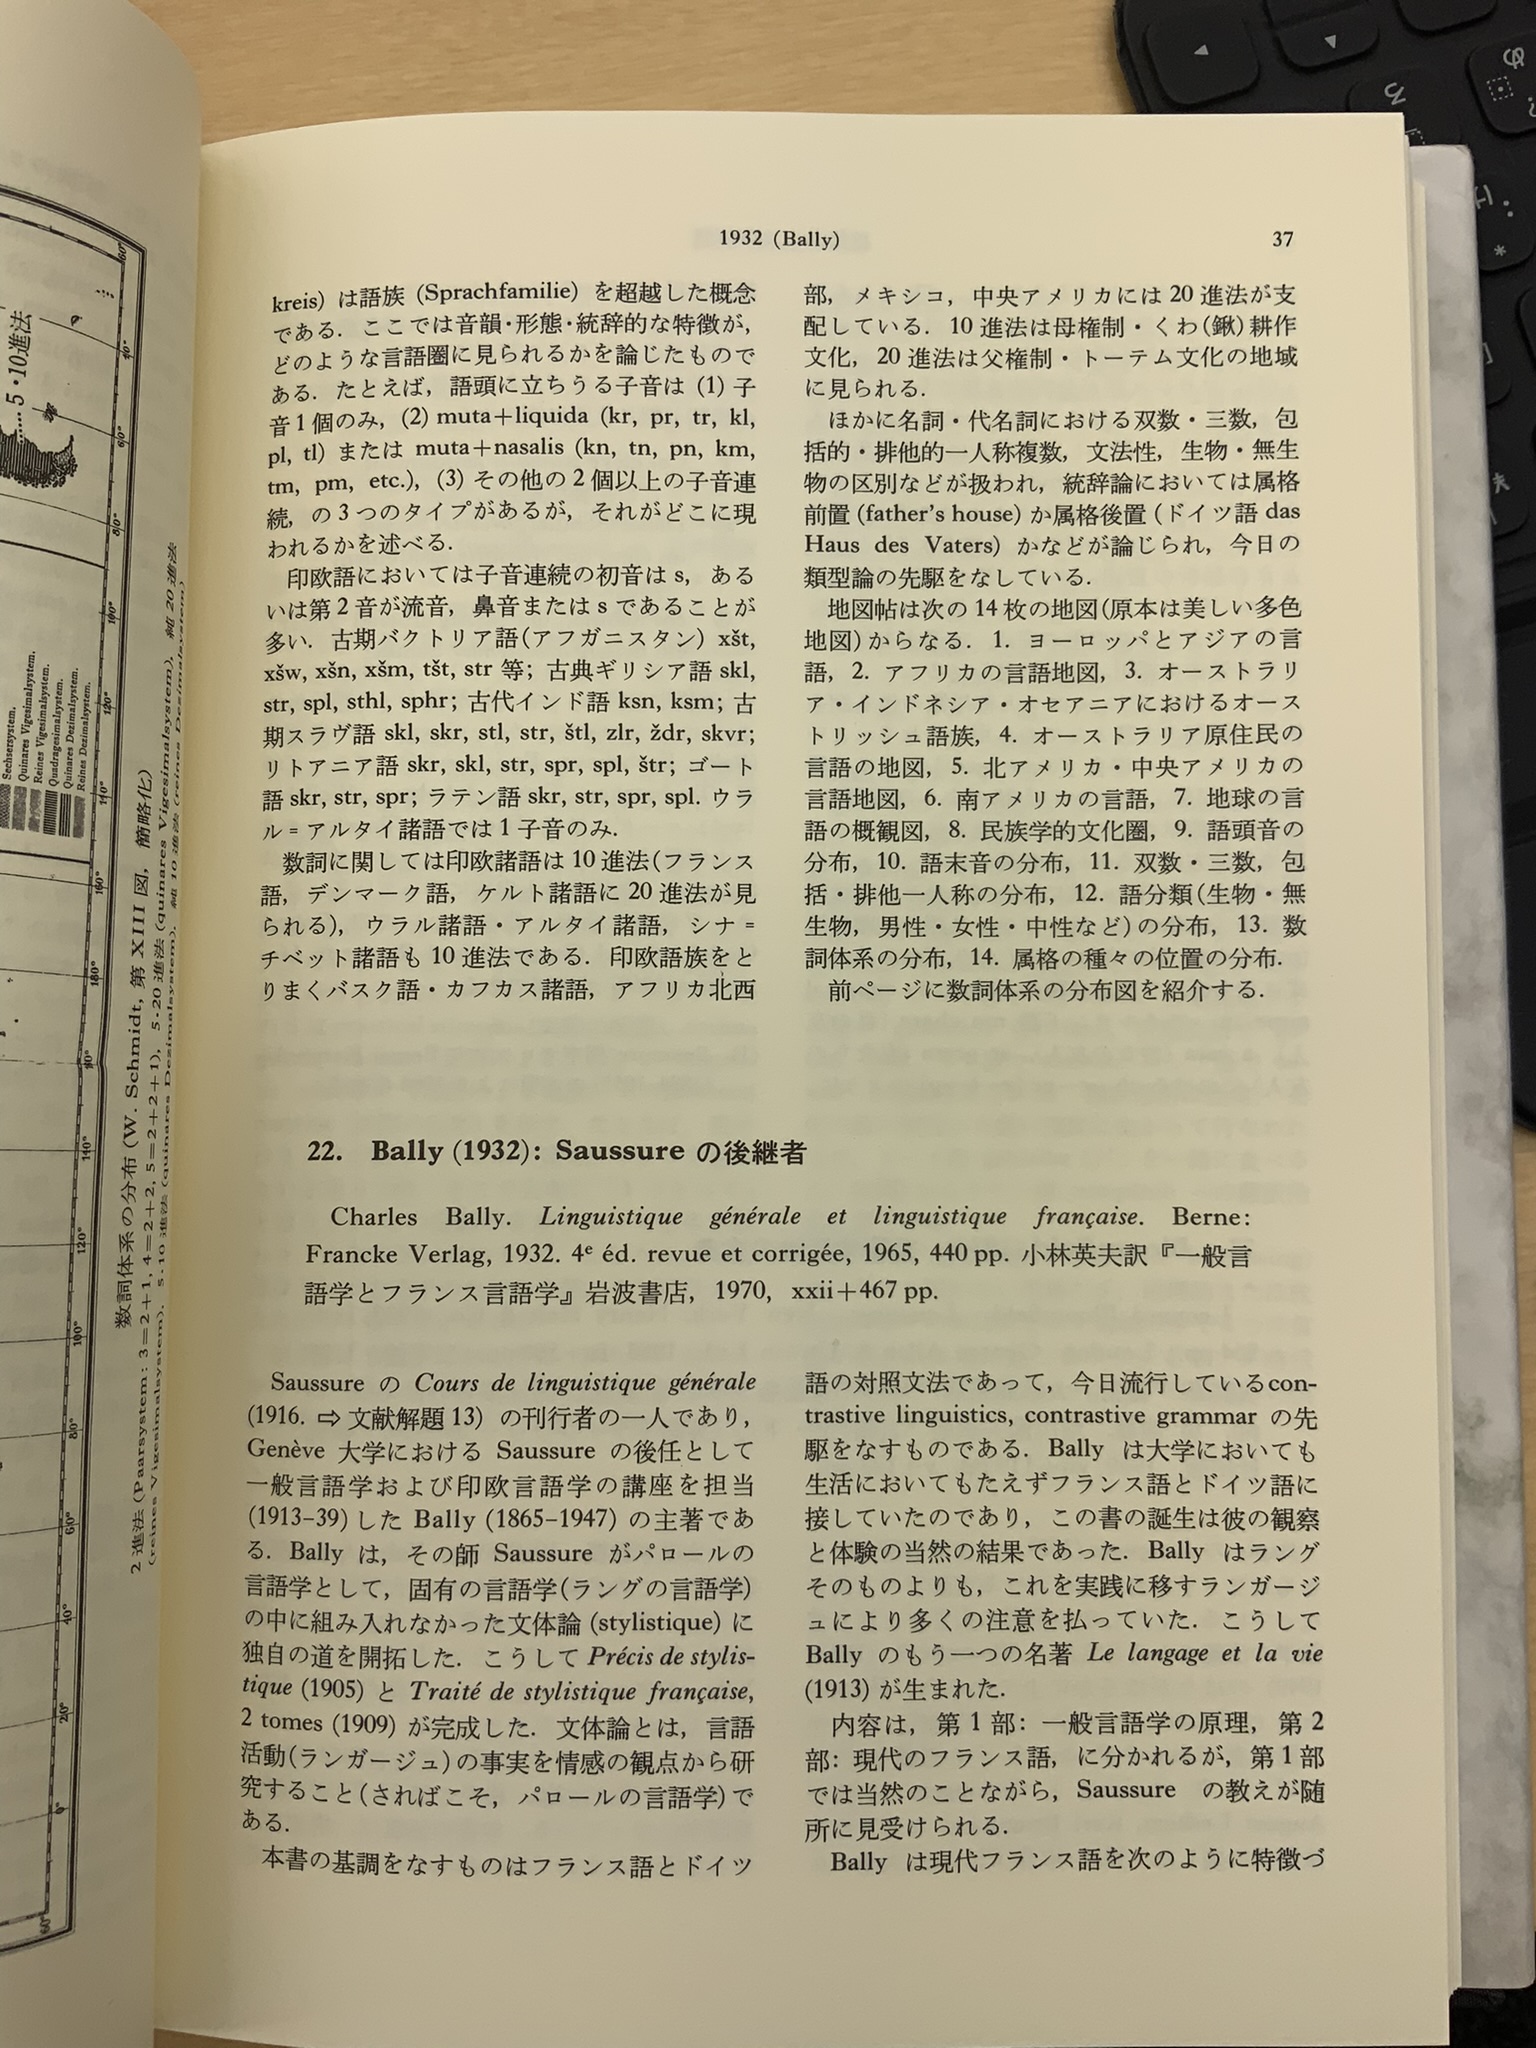 1932 (Bally)
37
kreis) は語族 (Sprachfamilie) を超越した概念
である．ここでは音韻・形態・統辞的な特徴が，
どのような言語圏に見られるかを論じたもので
ある．たとえば，語頭に立ちうる子音は (1) 子
音1個のみ, (2) muta+liquida (kr, pr, tr, kl,
pl, tl) または muta+nasalis (kn, tn, pn, km,
tm, pm, etc.), (3) その他の2個以上の子音連
続，の3つのタイプがあるが，それがどこに現
われるかを述べる．
印欧語においては子音連続の初音は s，ある
いは第2音が流音，鼻音または s であることが
多い．古期バクトリア語(アフガニスタン) xšt,
xšw, xšn, xšm, tšt, str 等; 古典ギリシア語 skl,
str, spl, sthl, sphr; 古代インド語 ksn, ksm; 古
期スラヴ語 skl, skr, stl, str, štl, zlr, ždr, skvr;
リトアニア語 skr, skl, str, spr, spl, štr; ゴート
語 skr, str, spr; ラテン語 skr, str, spr, spl. ウラ
ル=アルタイ諸語では1子音のみ．
数詞に関しては印欧諸語は10進法(フランス
語，デンマーク語，ケルト諸語に20進法が見
られる)，ウラル諸語・アルタイ諸語，シナ=
チベット諸語も10進法である．印欧語族をと
りまくバスク語・カフカス諸語，アフリカ北西
部，メキシコ，中央アメリカには20進法が支
配している．10進法は母権制・くわ(鍬)耕作
文化，20進法は父権制・トーテム文化の地域
に見られる．
ほかに名詞・代名詞における双数・三数，包
括的・排他的一人称複数，文法性，生物・無生
物の区別などが扱われ，統辞論においては属格
前置 (father's house) か属格後置 (ドイツ語 das
Haus des Vaters) かなどが論じられ，今日の
類型論の先駆をなしている．
地図帖は次の14枚の地図(原本は美しい多色
地図)からなる．1. ヨーロッパとアジアの言
語，2. アフリカの言語地図，3. オーストラリ
ア・インドネシア・オセアニアにおけるオース
トリッシュ語族，4. オーストラリア原住民の
言語の地図，5. 北アメリカ・中央アメリカの
言語地図，6. 南アメリカの言語，7. 地球の言
語の概観図，8. 民族学的文化圏，9. 語頭音の
分布，10. 語末音の分布，11. 双数・三数，包
括・排他一人称の分布，12. 語分類(生物・無
生物，男性・女性・中性など)の分布，13. 数
詞体系の分布，14. 属格の種々の位置の分布．
前ページに数詞体系の分布図を紹介する．
22. Bally (1932): Saussure の後継者
Charles Bally. Linguistique générale et linguistique française. Berne:
Francke Verlag, 1932. 4e éd. revue et corrigée, 1965, 440 pp. 小林英夫訳『一般言
語学とフランス言語学』岩波書店，1970, xxii+467 pp.
Saussure の Cours de linguistique générale
(1916. ⇨ 文献解題 13) の刊行者の一人であり，
Genève 大学における Saussure の後任として
一般言語学および印欧言語学の講座を担当
(1913-39) した Bally (1865-1947) の主著であ
る．Bally は，その師 Saussure がパロールの
言語学として，固有の言語学(ラングの言語学)
の中に組み入れなかった文体論 (stylistique) に
独自の道を開拓した．こうして Précis de stylis-
tique (1905) と Traité de stylistique française,
2 tomes (1909) が完成した．文体論とは，言語
活動(ランガージュ)の事実を情感の観点から研
究すること(さればこそ，パロールの言語学)で
ある．
本書の基調をなすものはフランス語とドイツ
語の対照文法であって，今日流行しているcon-
trastive linguistics, contrastive grammar の先
駆をなすものである．Bally は大学においても
生活においてもたえずフランス語とドイツ語に
接していたのであり，この書の誕生は彼の観察
と体験の当然の結果であった．Bally はラング
そのものよりも，これを実践に移すランガージ
ュにより多くの注意を払っていた．こうして
Bally のもう一つの名著 Le langage et la vie
(1913) が生まれた．
内容は，第1部: 一般言語学の原理，第2
部: 現代のフランス語，に分かれるが，第1部
では当然のことながら，Saussure の教えが随
所に見受けられる．
Bally は現代フランス語を次のように特徴づ
数詞体系の分布 (W. Schmidt, 第 XIII 図，簡略化)
2進法 (Paarsystem: 3=2+1, 4=2+2, 5=2+2+1), 5-20進法 (quinares Vigesimalsystem), 純20進法
(reines Vigesimalsystem), 5-10進法 (quinares Dezimalsystem), 純10進法 (reines Dezimalsystem)
……5・10進法
Sechsersystem.
Quinares Vigesimalsystem.
Reines Vigesimalsystem.
Quadragesimalsystem.
Quinares Dezimalsystem.
Reines Dezimalsystem.